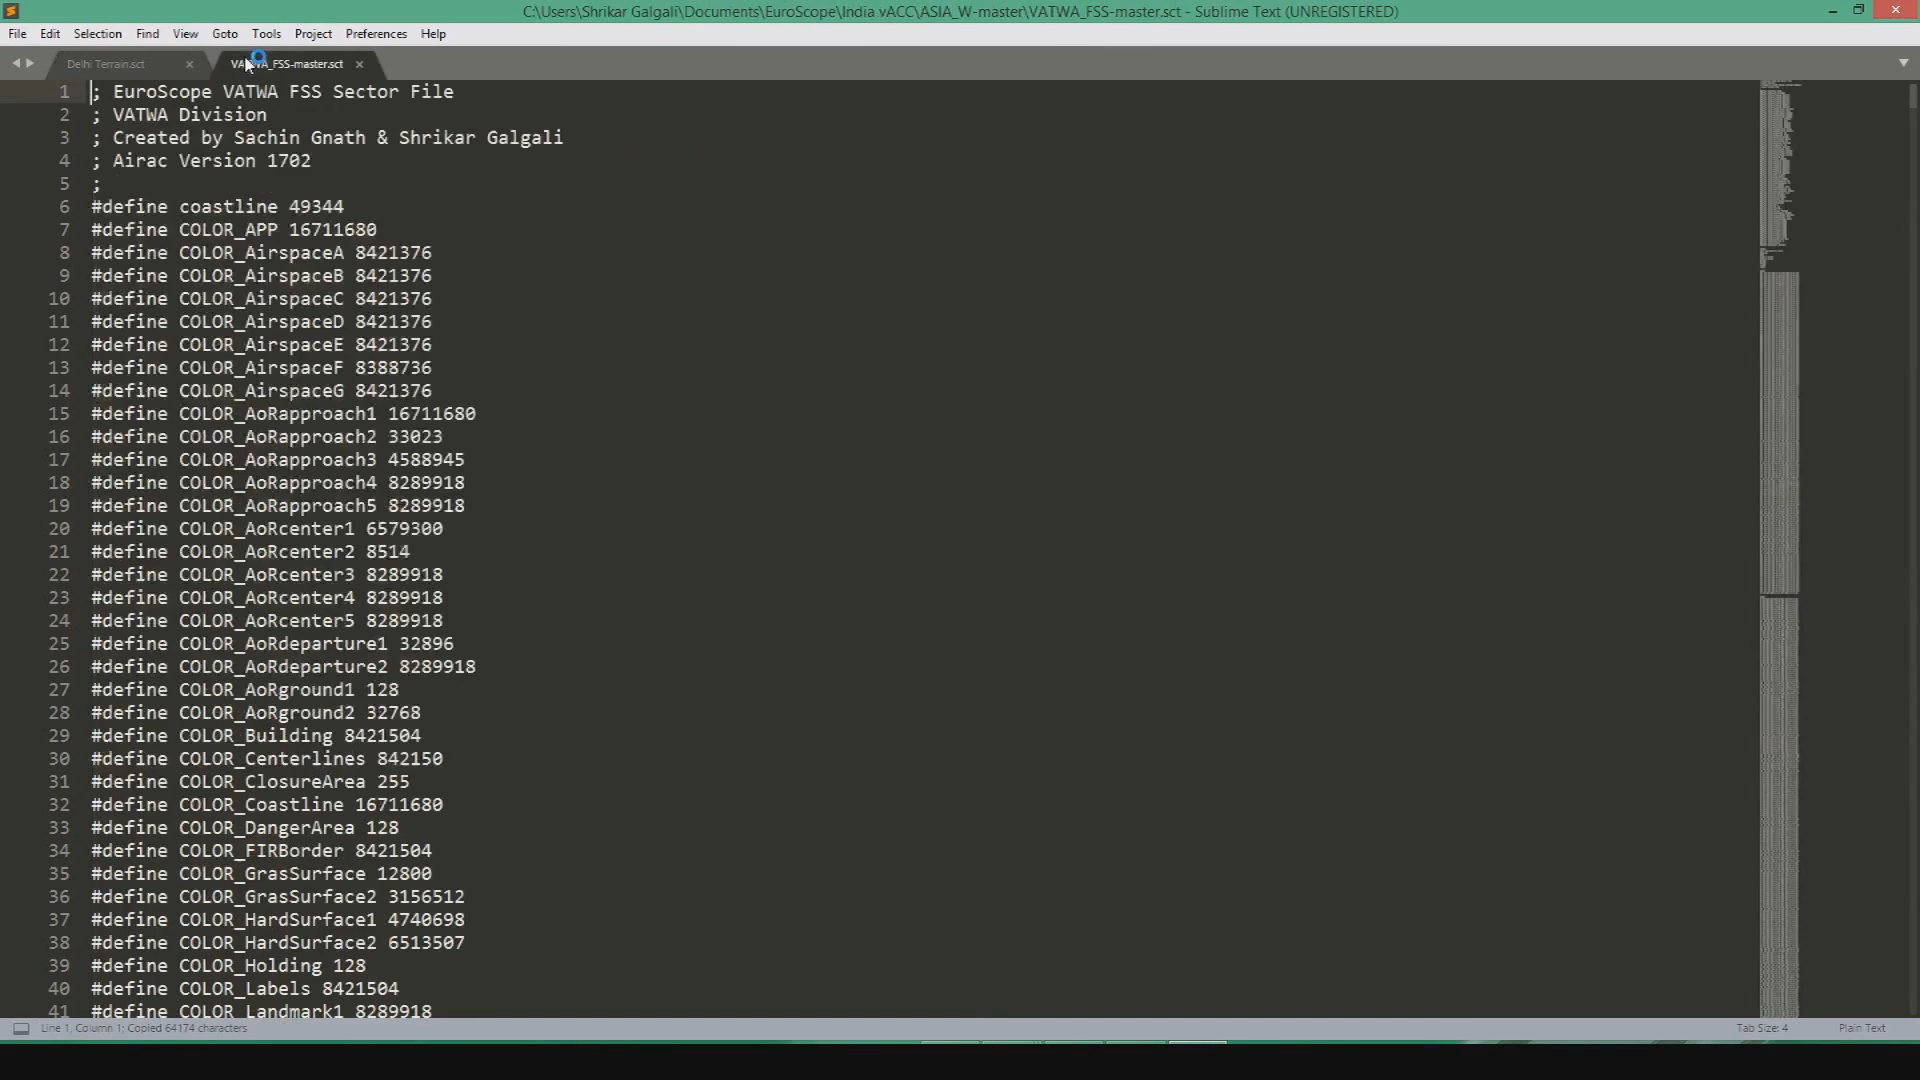 C:\Users\Shrikar Galgali\Documents\EuroScope\India vACC\ASIA_W-master\VATWA_FSS-master.sct - Sublime Text (UNREGISTERED)
File Edit Selection Find View Goto Tools Project Preferences Help
Delhi Terrain.sct VATWA_FSS-master.sct
1 ; EuroScope VATWA FSS Sector File
2 ; VATWA Division
3 ; Created by Sachin Gnath & Shrikar Galgali
4 ; Airac Version 1702
5 ;
6 #define coastline 49344
7 #define COLOR_APP 16711680
8 #define COLOR_AirspaceA 8421376
9 #define COLOR_AirspaceB 8421376
10 #define COLOR_AirspaceC 8421376
11 #define COLOR_AirspaceD 8421376
12 #define COLOR_AirspaceE 8421376
13 #define COLOR_AirspaceF 8388736
14 #define COLOR_AirspaceG 8421376
15 #define COLOR_AoRapproach1 16711680
16 #define COLOR_AoRapproach2 33023
17 #define COLOR_AoRapproach3 4588945
18 #define COLOR_AoRapproach4 8289918
19 #define COLOR_AoRapproach5 8289918
20 #define COLOR_AoRcenter1 6579300
21 #define COLOR_AoRcenter2 8514
22 #define COLOR_AoRcenter3 8289918
23 #define COLOR_AoRcenter4 8289918
24 #define COLOR_AoRcenter5 8289918
25 #define COLOR_AoRdeparture1 32896
26 #define COLOR_AoRdeparture2 8289918
27 #define COLOR_AoRground1 128
28 #define COLOR_AoRground2 32768
29 #define COLOR_Building 8421504
30 #define COLOR_Centerlines 842150
31 #define COLOR_ClosureArea 255
32 #define COLOR_Coastline 16711680
33 #define COLOR_DangerArea 128
34 #define COLOR_FIRBorder 8421504
35 #define COLOR_GrasSurface 12800
36 #define COLOR_GrasSurface2 3156512
37 #define COLOR_HardSurface1 4740698
38 #define COLOR_HardSurface2 6513507
39 #define COLOR_Holding 128
40 #define COLOR_Labels 8421504
41 #define COLOR_Landmark1 8289918
Line 1, Column 1; Copied 64174 characters Tab Size: 4 Plain Text